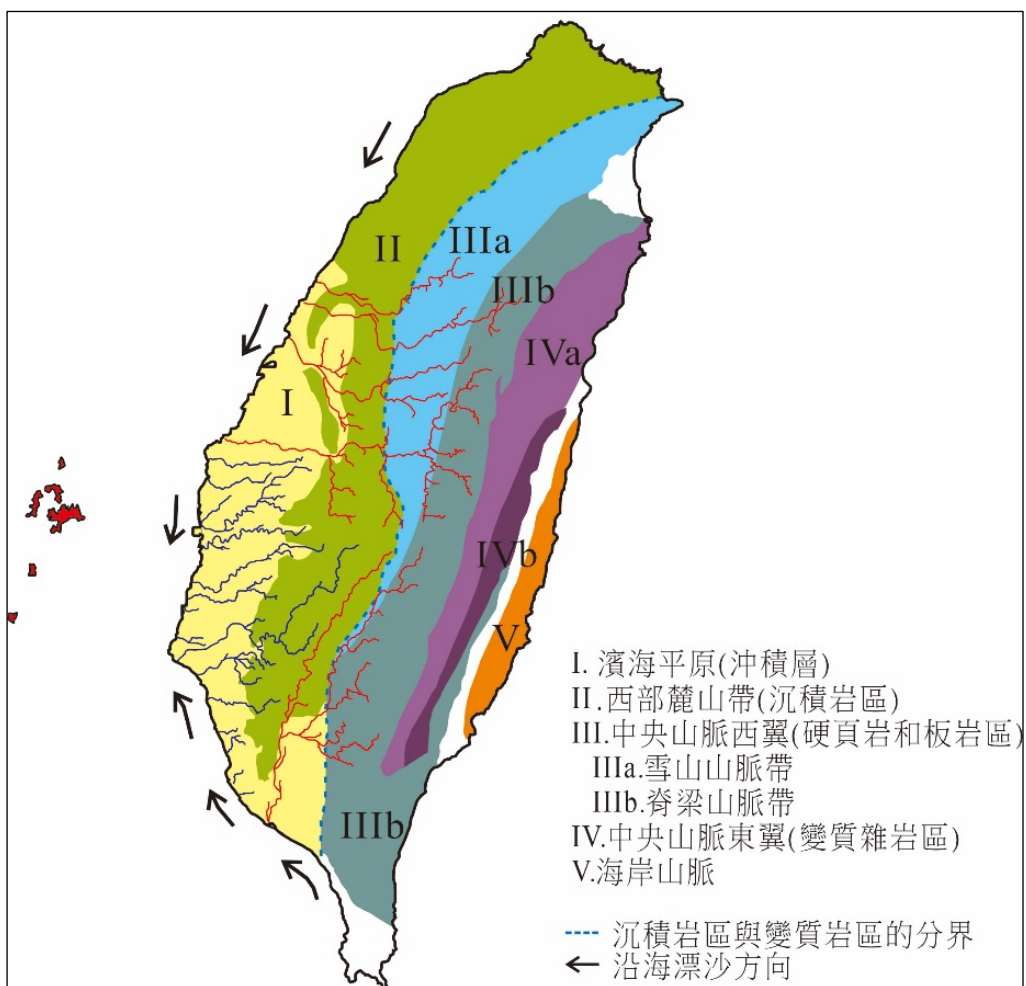 II
IIIa
IIIb
IVa
I
IVb
V
IIIb
I. 濱海平原(沖積層)
II.西部麓山帶(沉積岩區)
III.中央山脈西翼(硬頁岩和板岩區)
IIIa.雪山山脈帶
IIIb.脊梁山脈帶
IV.中央山脈東翼(變質雜岩區)
V.海岸山脈
沉積岩區與變質岩區的分界
沿海漂沙方向